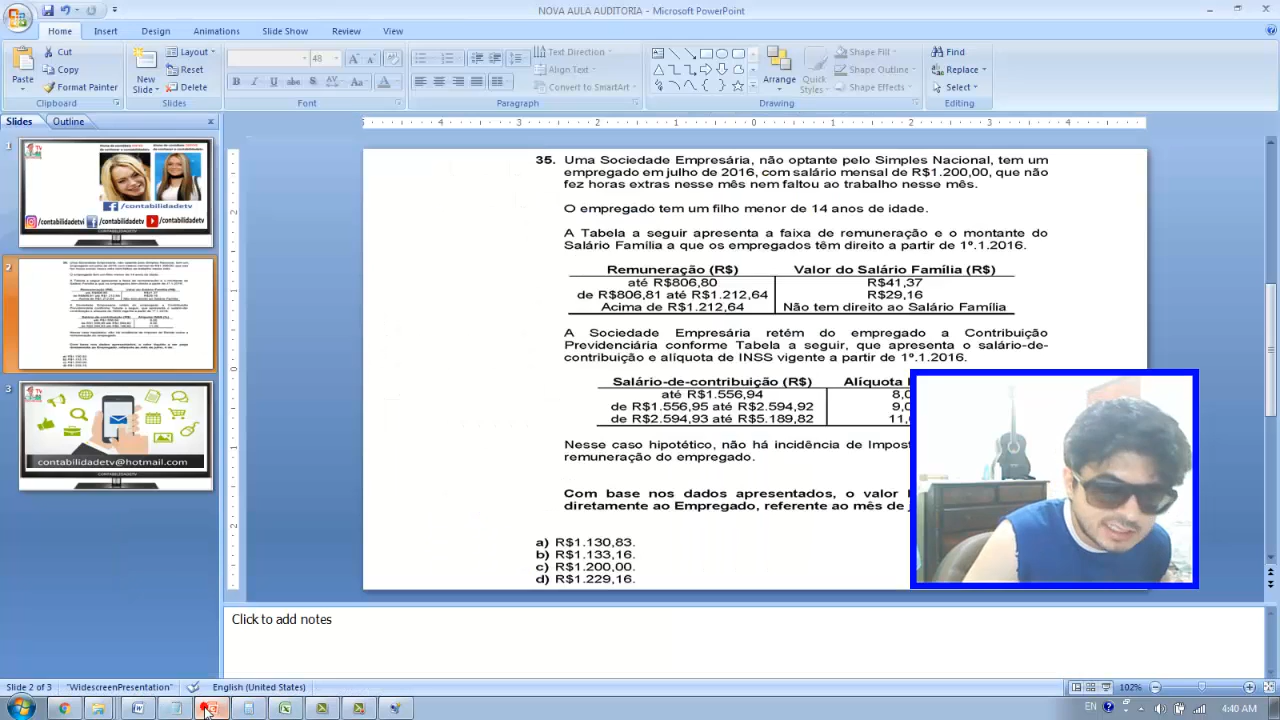 NOVA AULA AUDITORIA - Microsoft PowerPoint
Home Insert Design Animations Slide Show Review View
Paste
Cut
Copy
Format Painter
Clipboard
New Slide
Layout
Reset
Delete
Slides
48
B I U
Aa
Font
Text Direction
Align Text
Convert to SmartArt
Paragraph
Arrange
Quick Styles
Shape Fill
Shape Outline
Shape Effects
Drawing
Find
Replace
Select
Editing
Slides Outline
1
/contabilidadetv
/contabilidadetvi /contabilidadetv /contabilidadetv
2
3
contabilidadetv@hotmail.com
35. Uma Sociedade Empresária, não optante pelo Simples Nacional, tem um
empregado em julho de 2016, com salário mensal de R$1.200,00, que não
fez horas extras nesse mês nem faltou ao trabalho nesse mês.
O empregado tem um filho menor de 14 anos de idade.
A Tabela a seguir apresenta a faixa de remuneração e o montante do
Salário Família a que os empregados têm direito a partir de 1º.1.2016.
Remuneração (R$) Valor do Salário Família (R$)
até R$806,80 R$41,37
de R$806,81 até R$1.212,64 R$29,16
Acima de R$1.212,64 Não tem direito ao Salário Família
A Sociedade Empresária retém do empregado a Contribuição
Previdenciária conforme Tabela a seguir, que apresenta o salário-de-
contribuição e alíquota de INSS vigente a partir de 1º.1.2016.
Salário-de-contribuição (R$) Alíquota
até R$1.556,94 8,
de R$1.556,95 até R$2.594,92 9,
de R$2.594,93 até R$5.189,82 11,
Nesse caso hipotético, não há incidência de Impost
remuneração do empregado.
Com base nos dados apresentados, o valor
diretamente ao Empregado, referente ao mês de
a) R$1.130,83.
b) R$1.133,16.
c) R$1.200,00.
d) R$1.229,16.
Click to add notes
Slide 2 of 3 "WidescreenPresentation" English (United States) 102%
EN 4:40 AM